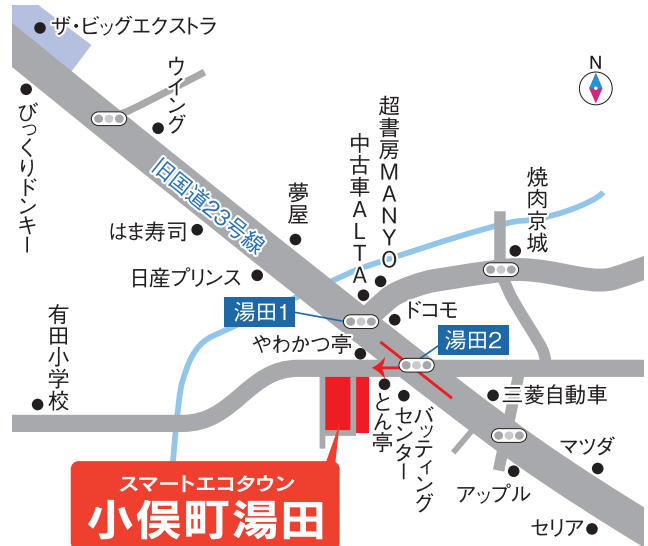 ザ・ビッグエクストラ
ウイング
びっくりドンキー
N
超書房MANYO
中古車ALTA
焼肉京城
夢屋
旧国道23号線
はま寿司
日産プリンス
湯田1
ドコモ
有田小学校
やわかつ亭
湯田2
とん亭
バッティング
センター
三菱自動車
マツダ
アップル
セリア
スマートエコタウン
小俣町湯田